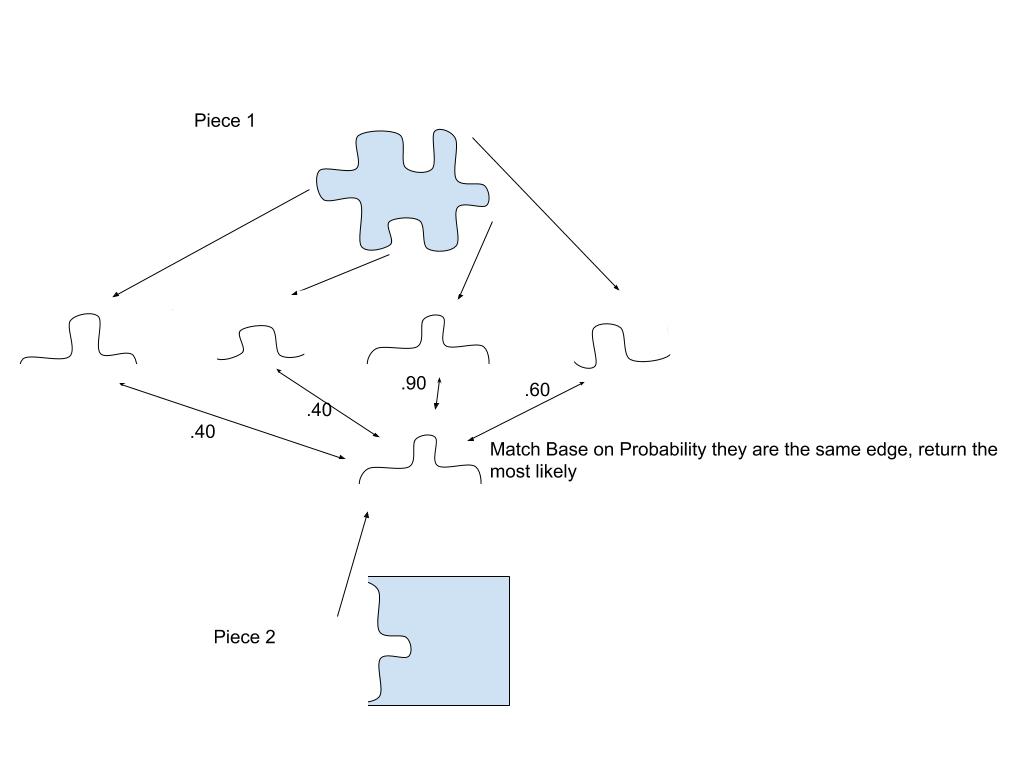 Piece 1
.90
.60
.40
.40
Match Base on Probability they are the same edge, return the
most likely
Piece 2